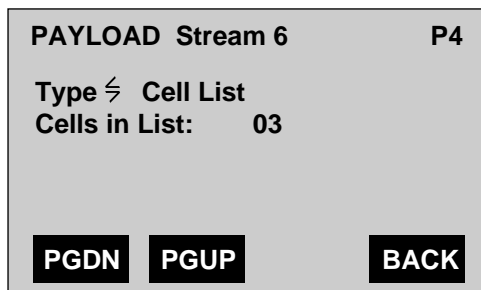 PAYLOAD Stream 6 P4
Type ⇋ Cell List
Cells in List: 03
PGDN PGUP BACK